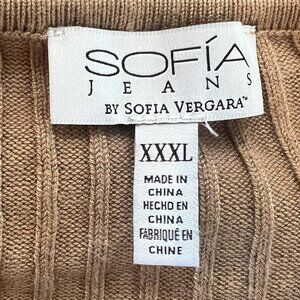 SOFÍA
JEANS
BY SOFIA VERGARA™
XXXL
MADE IN
CHINA
HECHO EN
CHINA
FABRIQUÉ EN
CHINE